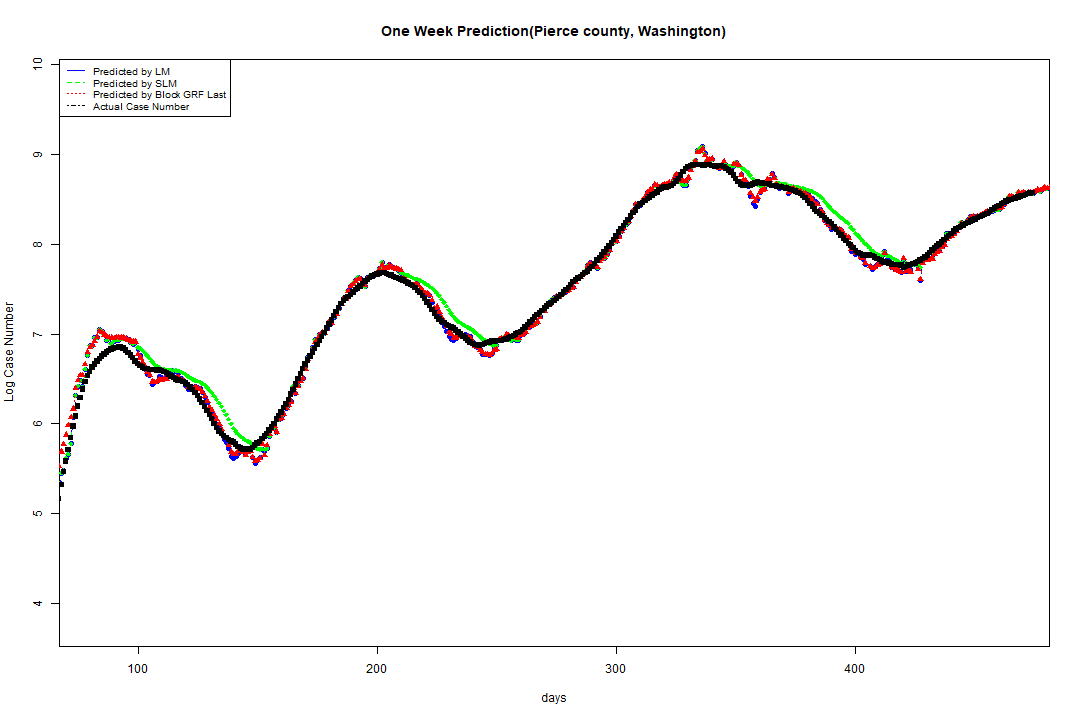 One Week Prediction(Pierce county, Washington)
Predicted by LM
Predicted by SLM
Predicted by Block GRF Last
Actual Case Number
Log Case Number
10
9
8
7
6
5
4
100 200 300 400
days